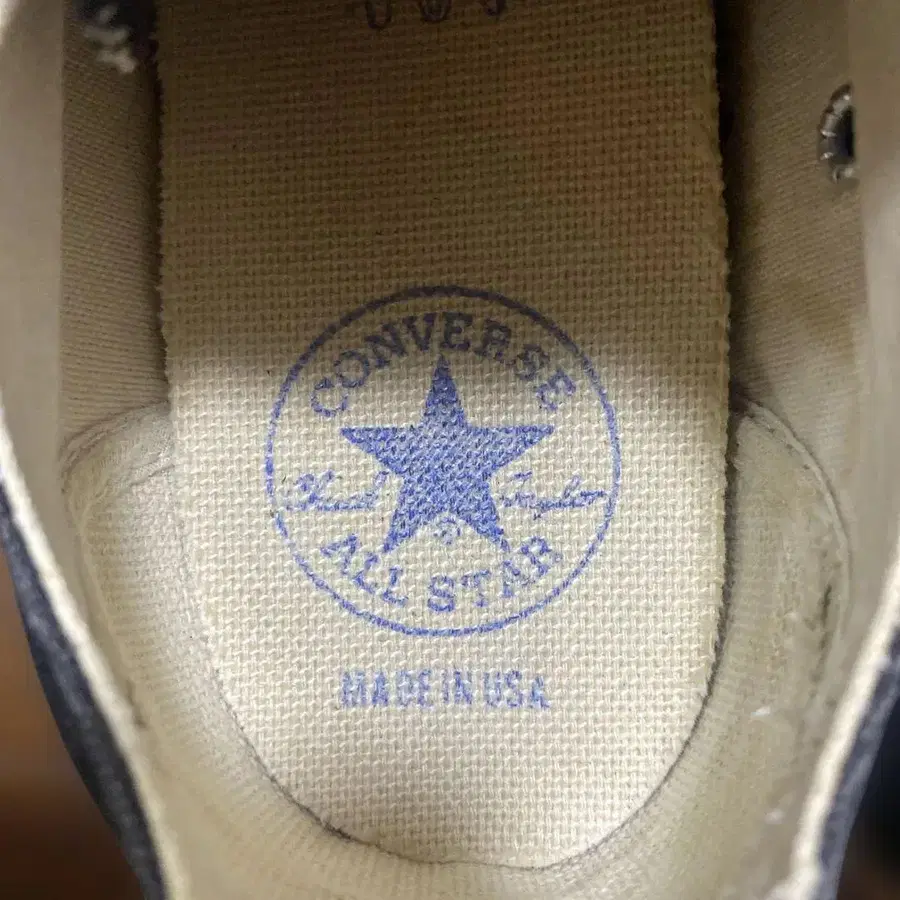 CONVERSE
Chuck Taylor
®
ALL STAR
MADE IN USA